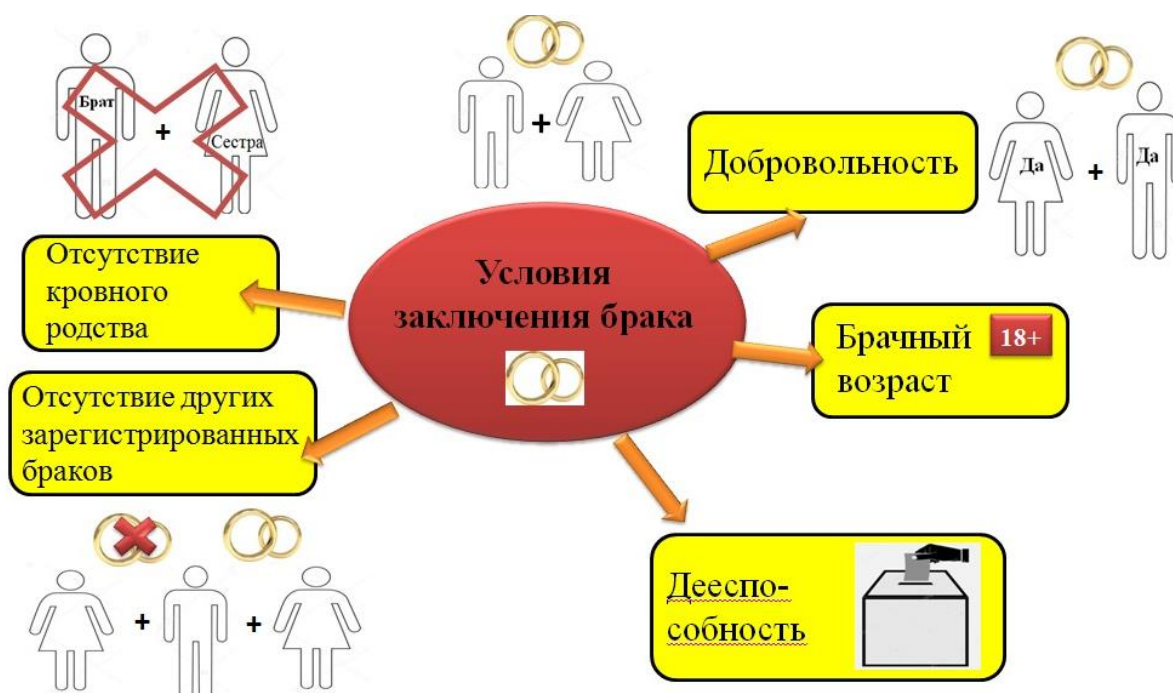 Брат
+
Сестра
+
Добровольность
Да
+
Да
Условия
заключения брака
Отсутствие
кровного
родства
Брачный
возраст
18+
Отсутствие других
зарегистрированных
браков
+
+
Дееспо-
собность